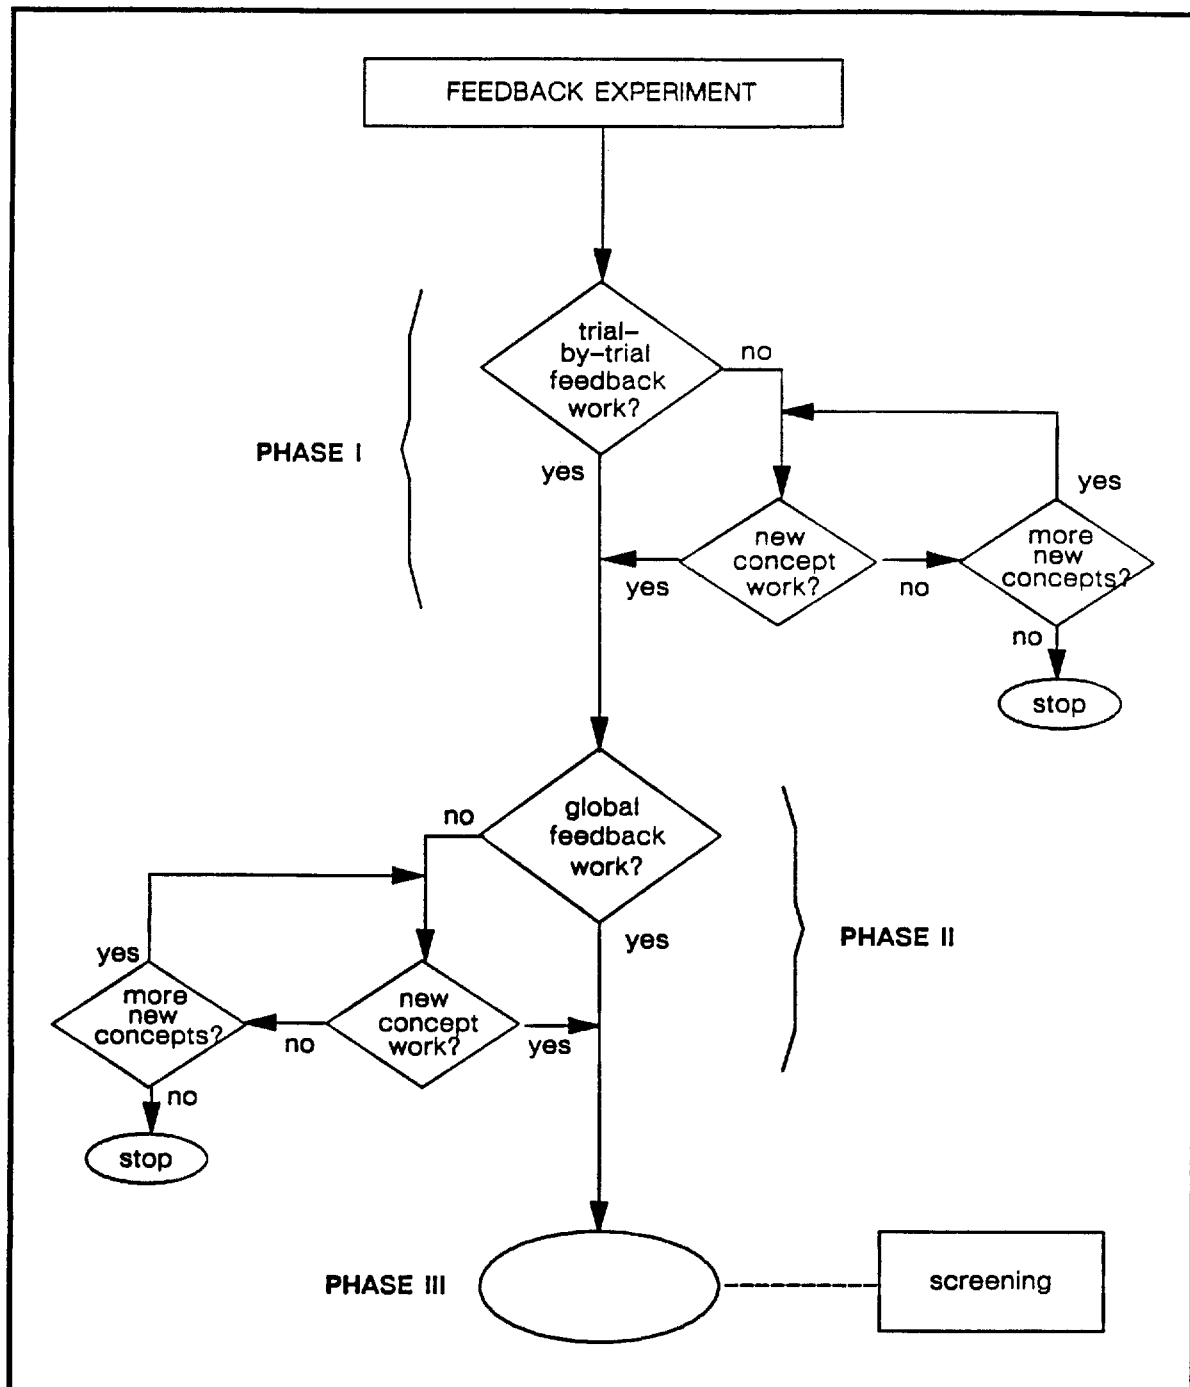 FEEDBACK EXPERIMENT
trial–
by–trial
feedback
work?
no
yes
PHASE I
new
concept
work?
yes
no
more
new
concepts?
yes
no
stop
global
feedback
work?
no
yes
PHASE II
new
concept
work?
yes
no
more
new
concepts?
yes
no
stop
PHASE III
screening